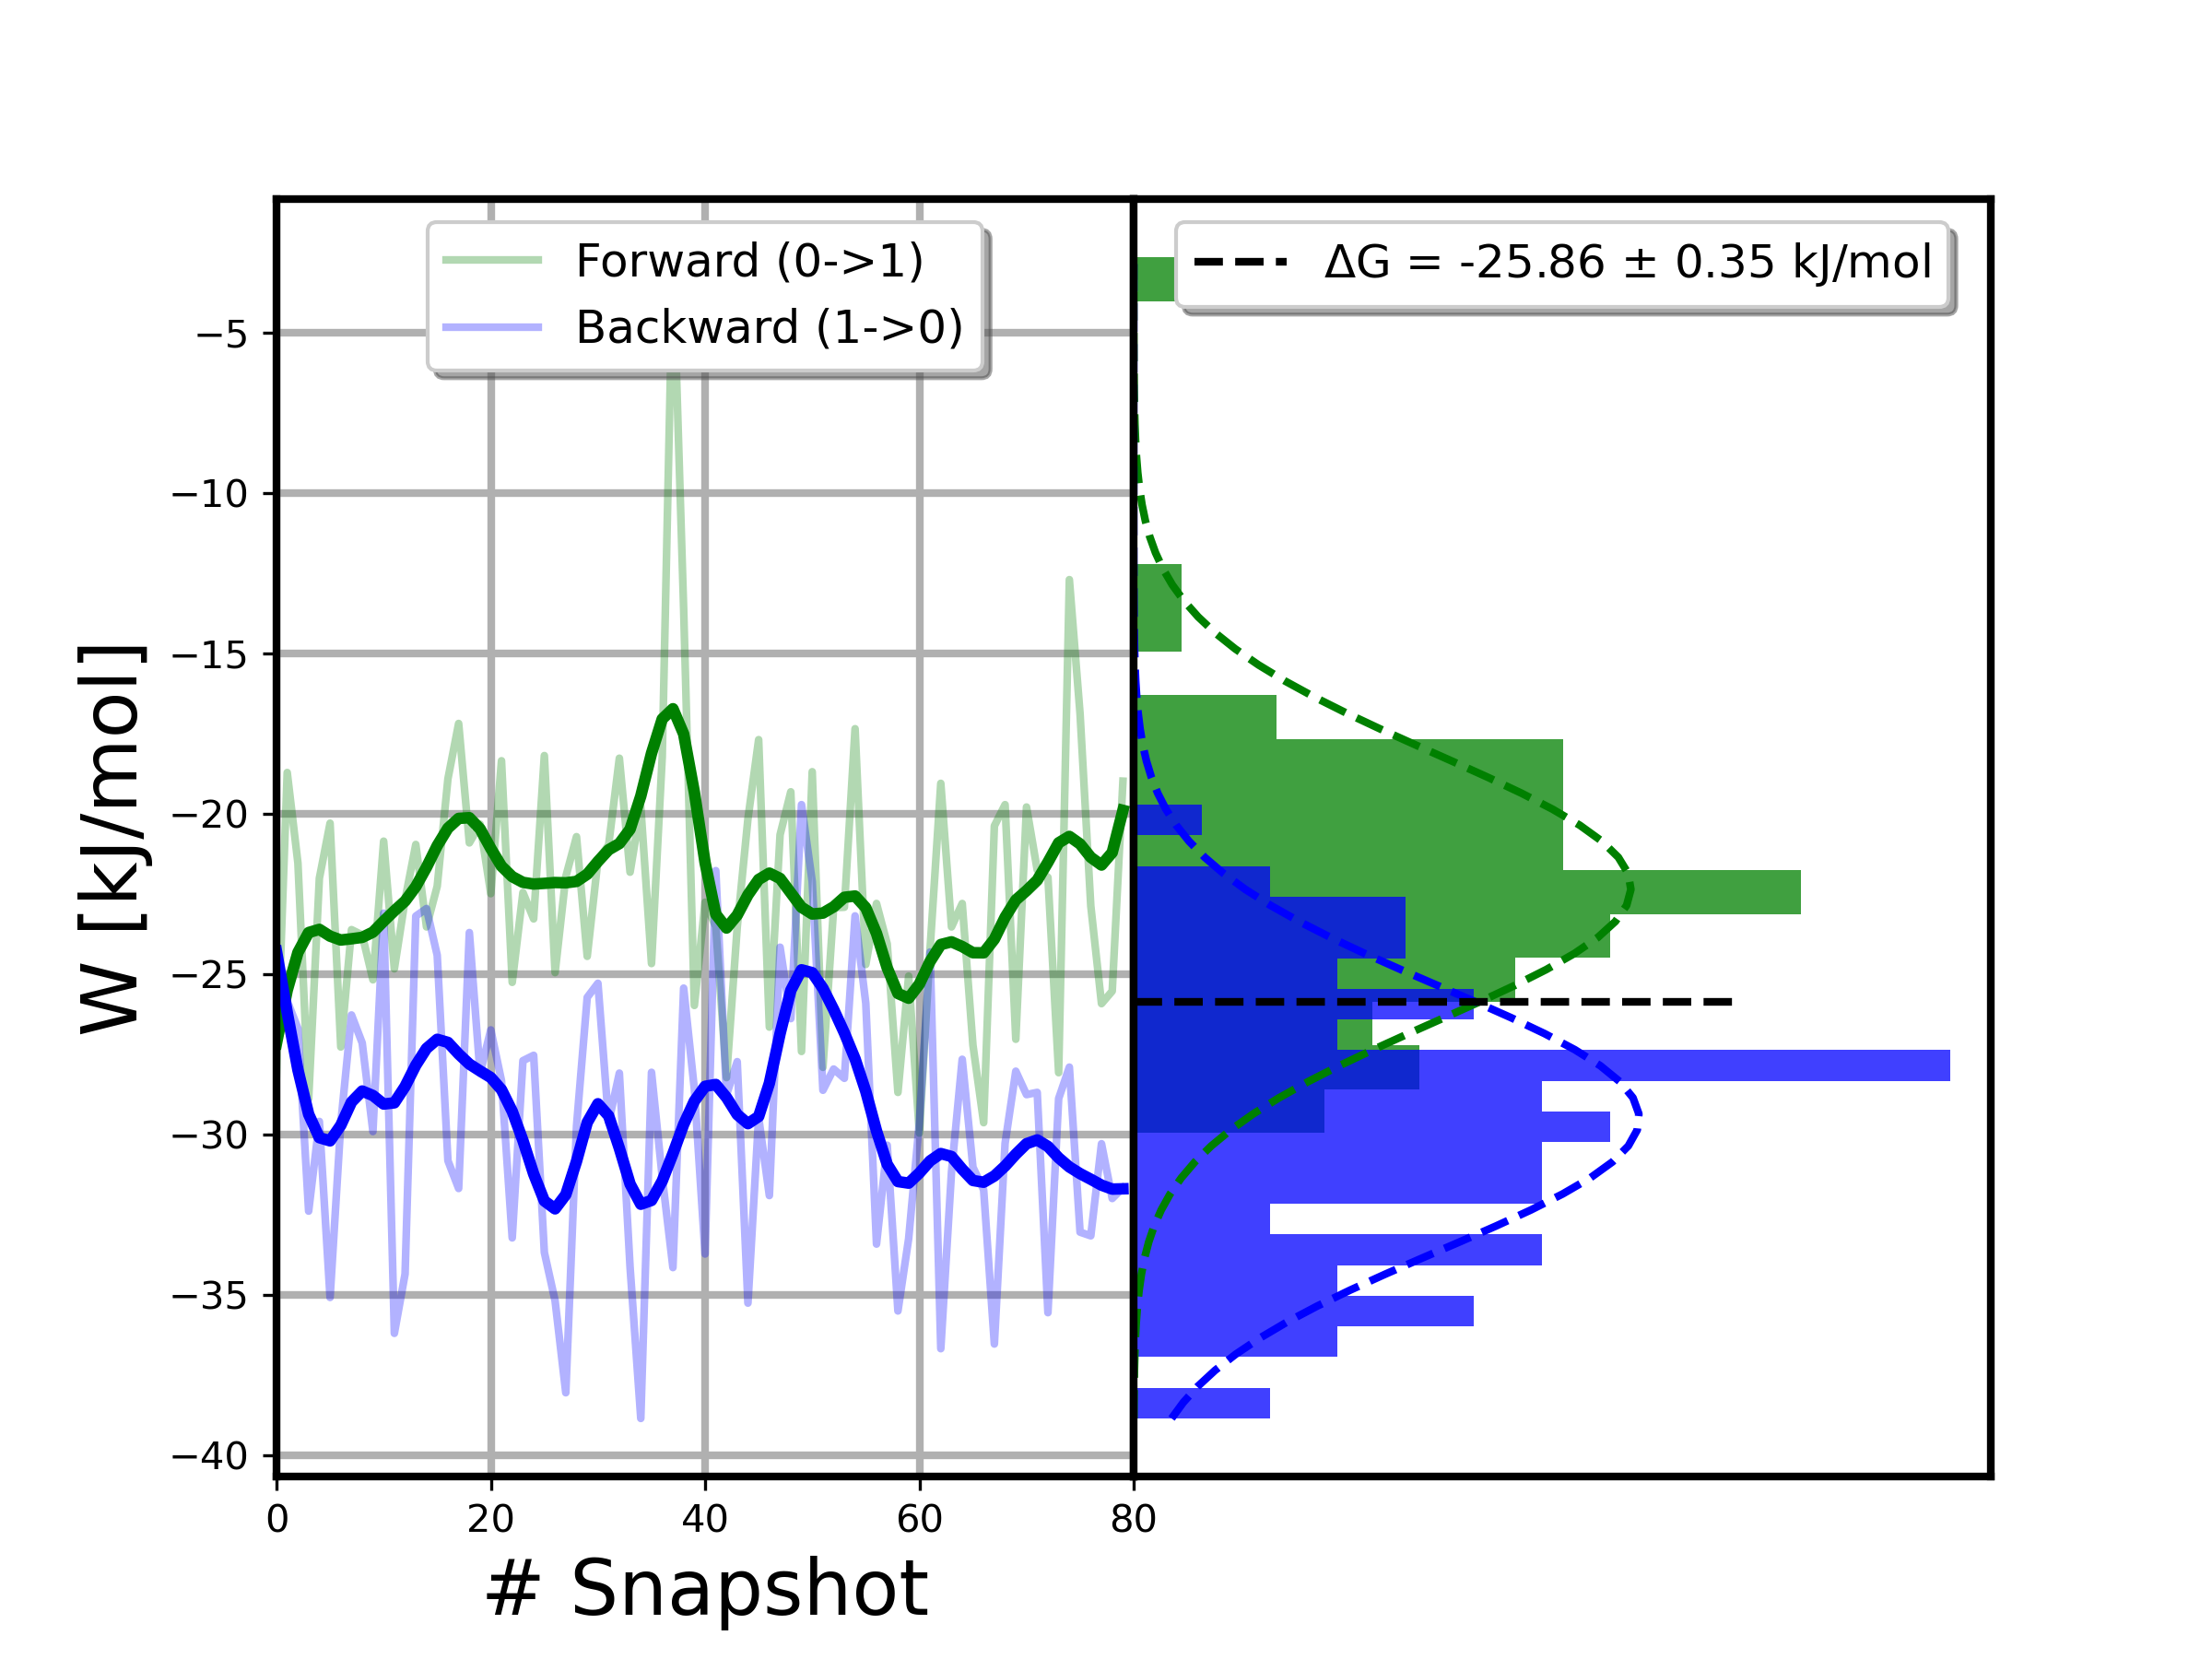 Forward (0->1)
Backward (1->0)
ΔG = -25.86 ± 0.35 kJ/mol
W [kJ/mol]
−5
−10
−15
−20
−25
−30
−35
−40
0 20 40 60 80
# Snapshot